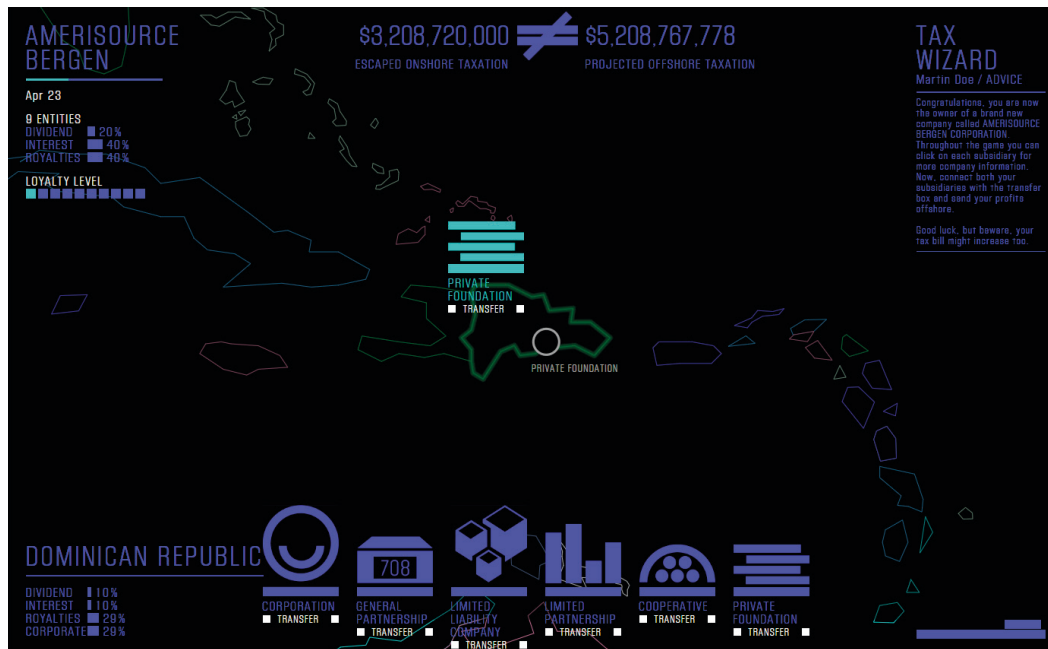 AMERISOURCE
BERGEN
Apr 23
9 ENTITIES
DIVIDEND 20%
INTEREST 40%
ROYALTIES 40%
LOYALTY LEVEL
$3,208,720,000 ≠ $5,208,767,778
ESCAPED ONSHORE TAXATION
PROJECTED OFFSHORE TAXATION
TAX
WIZARD
Martin Doe / ADVICE
Congratulations, you are now
the owner of a brand new
company called AMERISOURCE
BERGEN CORPORATION.
Throughout the game you can
click on each subsidiary for
more company information.
Now, connect both your
subsidiaries with the transfer
box and send your profits
offshore.
Good luck, but beware, your
tax bill might increase too.
PRIVATE
FOUNDATION
TRANSFER
PRIVATE FOUNDATION
DOMINICAN REPUBLIC
DIVIDEND 10%
INTEREST 10%
ROYALTIES 29%
CORPORATE 29%
CORPORATION
TRANSFER
GENERAL
PARTNERSHIP
TRANSFER
708
LIMITED
LIABILITY
COMPANY
TRANSFER
LIMITED
PARTNERSHIP
TRANSFER
COOPERATIVE
TRANSFER
PRIVATE
FOUNDATION
TRANSFER